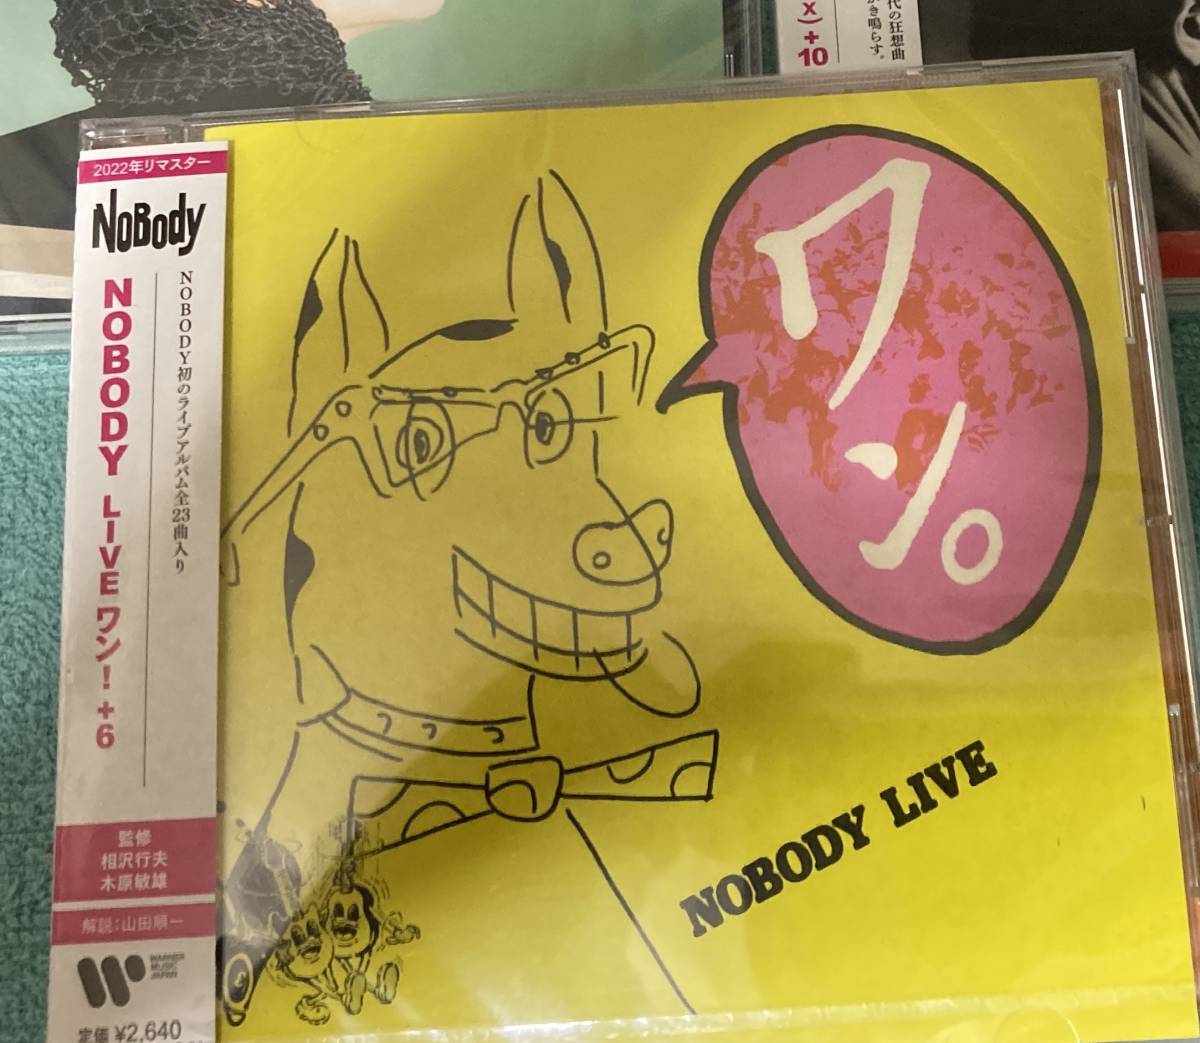 x)+10
代の狂想曲
かき鳴らす。
2022年リマスター
NoBody
NOBODY LIVE ワン! +6
NOBODY初のライブアルバム全23曲入り
監修
相沢行夫
木原敏雄
解説:山田順一
WARNER
MUSIC
JAPAN
定価 ¥2,640
ワン。
NOBODY LIVE